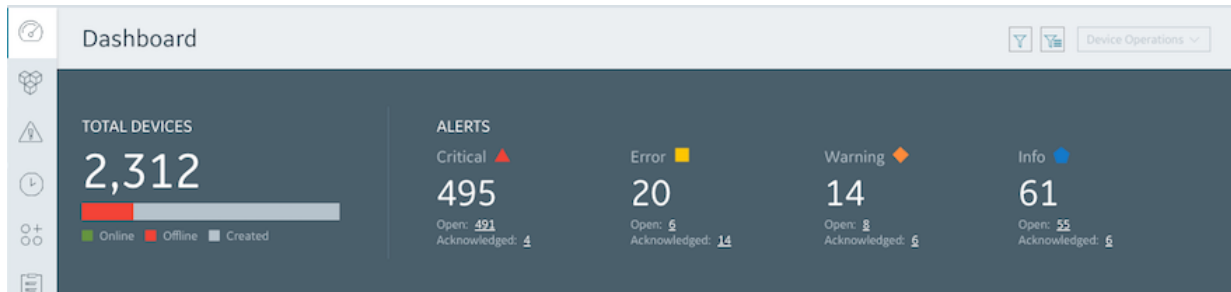 Dashboard
Device Operations
TOTAL DEVICES
2,312
Online Offline Created
ALERTS
Critical
495
Open: 491
Acknowledged: 4
Error
20
Open: 6
Acknowledged: 14
Warning
14
Open: 8
Acknowledged: 6
Info
61
Open: 55
Acknowledged: 6